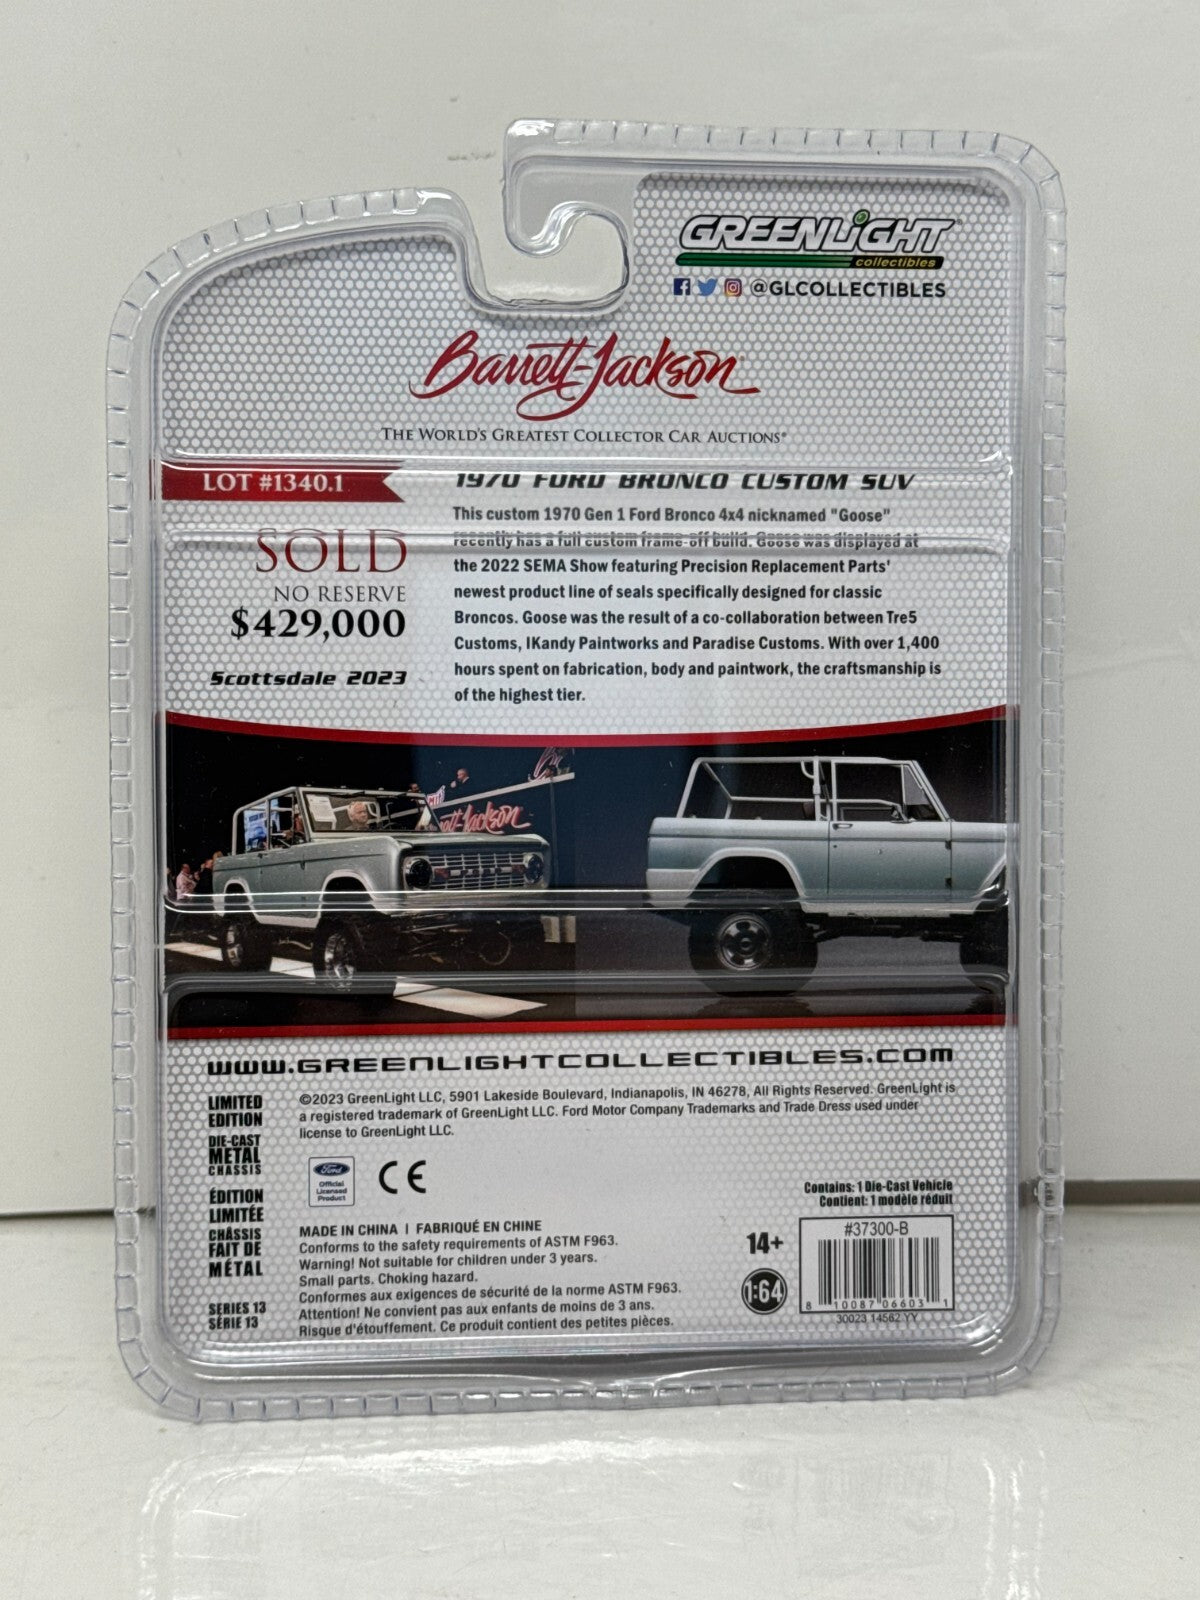 GREENLIGHT
collectibles
@GLCOLLECTIBLES
Barrett-Jackson
THE WORLD'S GREATEST COLLECTOR CAR AUCTIONS®
LOT #1340.1
SOLD
NO RESERVE
$429,000
Scottsdale 2023
1970 FORD BRONCO CUSTOM SUV
This custom 1970 Gen 1 Ford Bronco 4x4 nicknamed "Goose"
recently has a full custom frame-off build. Goose was displayed at
the 2022 SEMA Show featuring Precision Replacement Parts'
newest product line of seals specifically designed for classic
Broncos. Goose was the result of a co-collaboration between Tre5
Customs, IKandy Paintworks and Paradise Customs. With over 1,400
hours spent on fabrication, body and paintwork, the craftsmanship is
of the highest tier.
www.GREENLIGHTCOLLECTIBLES.com
LIMITED
EDITION
DIE-CAST
METAL
CHASSIS
ÉDITION
LIMITÉE
CHÂSSIS
FAIT DE
MÉTAL
SERIES 13
SÉRIE 13
©2023 GreenLight LLC, 5901 Lakeside Boulevard, Indianapolis, IN 46278, All Rights Reserved. GreenLight is
a registered trademark of GreenLight LLC. Ford Motor Company Trademarks and Trade Dress used under
license to GreenLight LLC.
Ford
Official
Licensed
Product
CE
MADE IN CHINA | FABRIQUÉ EN CHINE
Conforms to the safety requirements of ASTM F963.
Warning! Not suitable for children under 3 years.
Small parts. Choking hazard.
Conformes aux exigences de sécurité de la norme ASTM F963.
Attention! Ne convient pas aux enfants de moins de 3 ans.
Risque d'étouffement. Ce produit contient des petites pièces.
Contains: 1 Die-Cast Vehicle
Contient: 1 modèle réduit
14+
1:64
#37300-B
8 10087 06603 1
30023 14562 YY